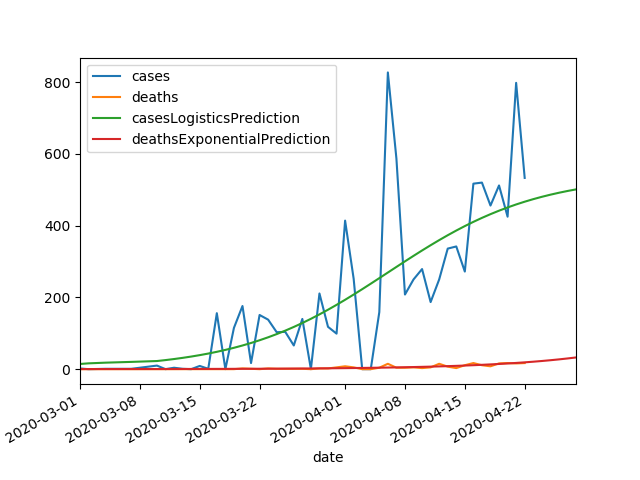 cases
deaths
casesLogisticsPrediction
deathsExponentialPrediction
800
600
400
200
0
2020-03-01
2020-03-08
2020-03-15
2020-03-22
2020-04-01
2020-04-08
2020-04-15
2020-04-22
date